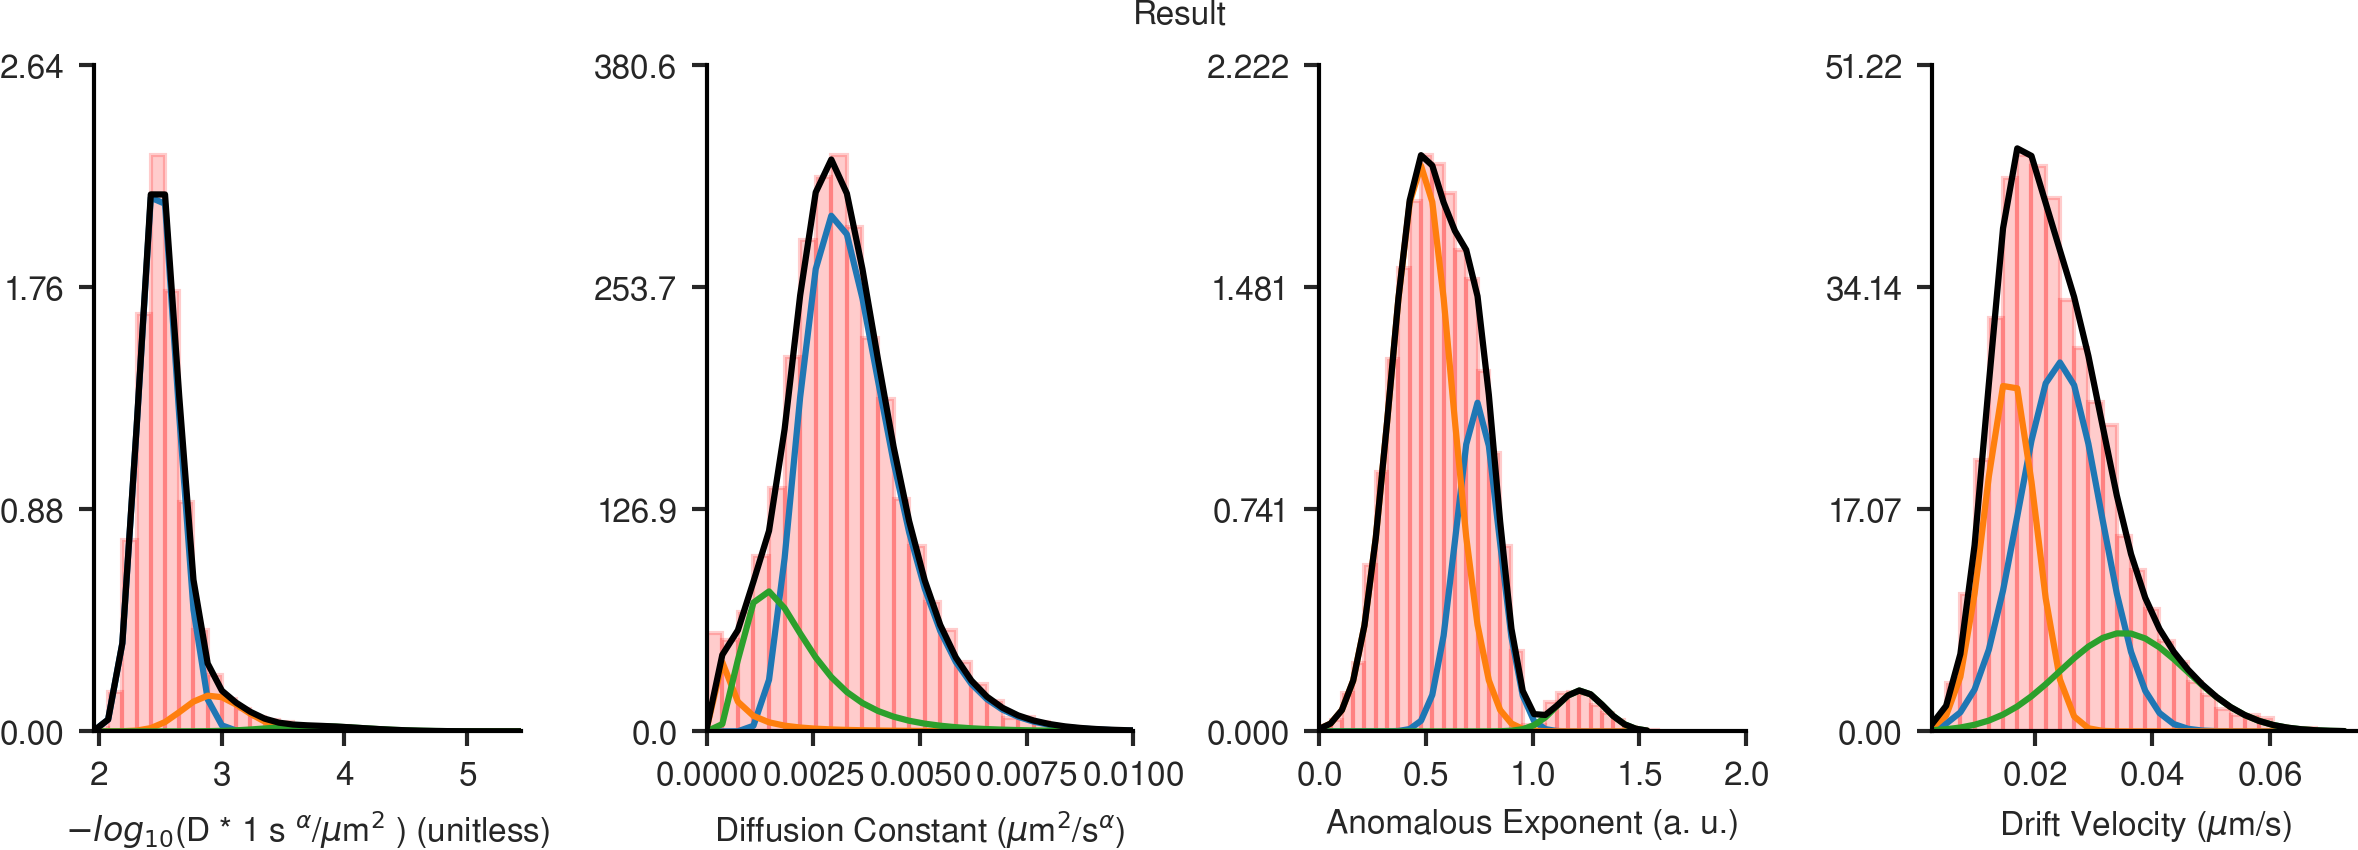 Result
2.64
1.76
0.88
0.00
2 3 4 5
−log₁₀(D * 1 s ᵅ/μm² ) (unitless)
380.6
253.7
126.9
0.0
0.0000 0.0025 0.0050 0.0075 0.0100
Diffusion Constant (μm²/sᵅ)
2.222
1.481
0.741
0.000
0.0 0.5 1.0 1.5 2.0
Anomalous Exponent (a. u.)
51.22
34.14
17.07
0.00
0.02 0.04 0.06
Drift Velocity (μm/s)